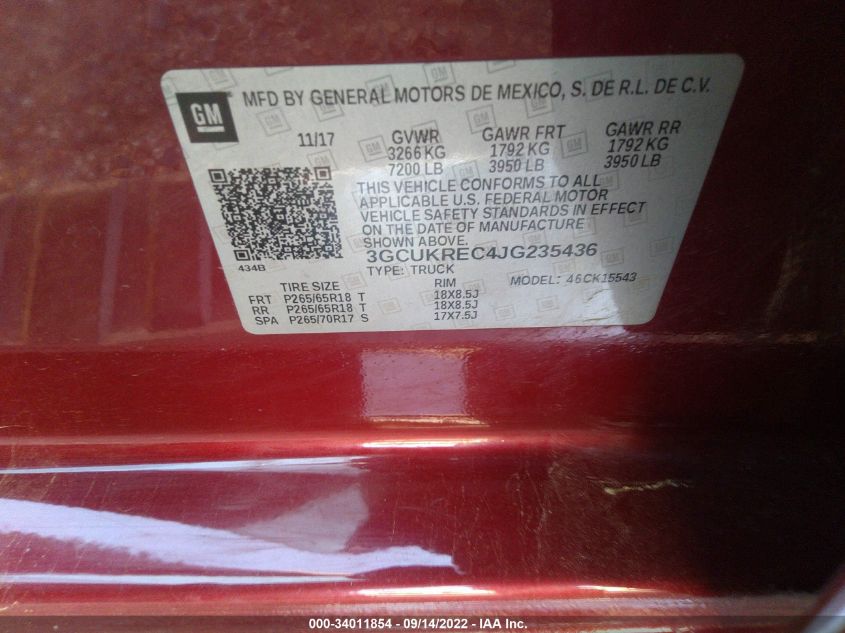 GM
MFD BY GENERAL MOTORS DE MEXICO, S. DE R.L. DE C.V.
11/17 GVWR GAWR FRT GAWR RR
3266 KG 1792 KG 1792 KG
7200 LB 3950 LB 3950 LB
THIS VEHICLE CONFORMS TO ALL
APPLICABLE U.S. FEDERAL MOTOR
VEHICLE SAFETY STANDARDS IN EFFECT
ON THE DATE OF MANUFACTURE
SHOWN ABOVE.
434B
3GCUKREC4JG235436
TYPE: TRUCK MODEL: 46CK15543
TIRE SIZE RIM
FRT P265/65R18 T 18X8.5J
RR P265/65R18 T 18X8.5J
SPA P265/70R17 S 17X7.5J
000-34011854 - 09/14/2022 - IAA Inc.